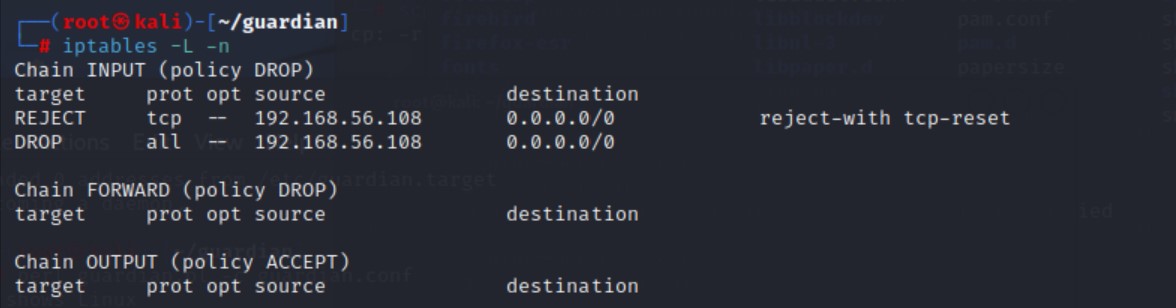 ┌──(root㉿kali)-[~/guardian]
└─# iptables -L -n
Chain INPUT (policy DROP)
target     prot opt source               destination
REJECT     tcp  --  192.168.56.108       0.0.0.0/0            reject-with tcp-reset
DROP       all  --  192.168.56.108       0.0.0.0/0
Chain FORWARD (policy DROP)
target     prot opt source               destination
Chain OUTPUT (policy ACCEPT)
target     prot opt source               destination